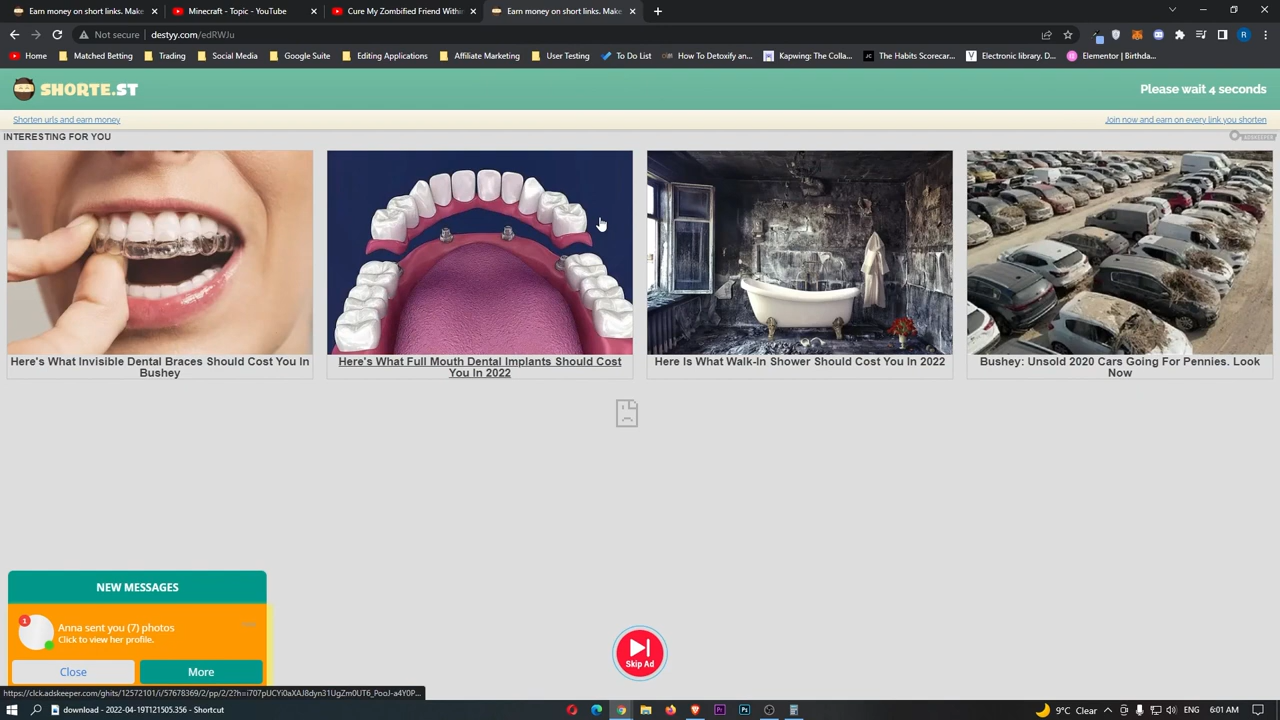 Earn money on short links. Make
Minecraft - Topic - YouTube
Cure My Zombified Friend Withi
Earn money on short links. Make
Not secure
destyy.com/edRWJu
Home
Matched Betting
Trading
Social Media
Google Suite
Editing Applications
Affiliate Marketing
User Testing
To Do List
How To Detoxify an...
Kapwing: The Colla...
The Habits Scorecar...
Electronic library. D...
Elementor | Birthda...
SHORTE.ST
Please wait 4 seconds
Shorten urls and earn money
Join now and earn on every link you shorten
INTERESTING FOR YOU
ADSKEEPER
Here's What Invisible Dental Braces Should Cost You In
Bushey
Here's What Full Mouth Dental Implants Should Cost
You In 2022
Here Is What Walk-In Shower Should Cost You In 2022
Bushey: Unsold 2020 Cars Going For Pennies. Look
Now
NEW MESSAGES
1
Anna sent you (7) photos
Click to view her profile.
Close
More
Skip Ad
download - 2022-04-19T121505.356 - Shortcut
9°C Clear
6:01 AM